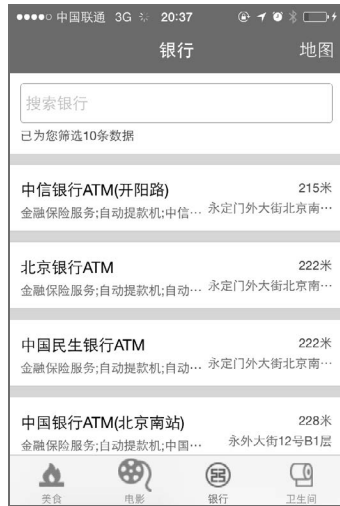 中国联通 3G 20:37
银行 地图
搜索银行
已为您筛选10条数据
中信银行ATM(开阳路) 215米
金融保险服务;自动提款机;中信… 永定门外大街北京南…
北京银行ATM 222米
金融保险服务;自动提款机;自动… 永定门外大街北京南…
中国民生银行ATM 222米
金融保险服务;自动提款机;自动… 永定门外大街北京南…
中国银行ATM(北京南站) 228米
金融保险服务;自动提款机;中国… 永外大街12号B1层
美食 电影 银行 卫生间